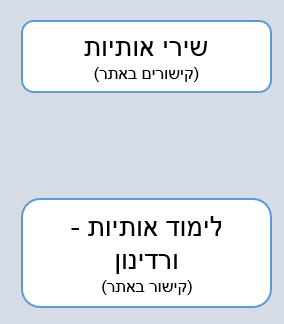 שירי אותיות
(קישורים באתר)
לימוד אותיות -
ורדינון
(קישור באתר)